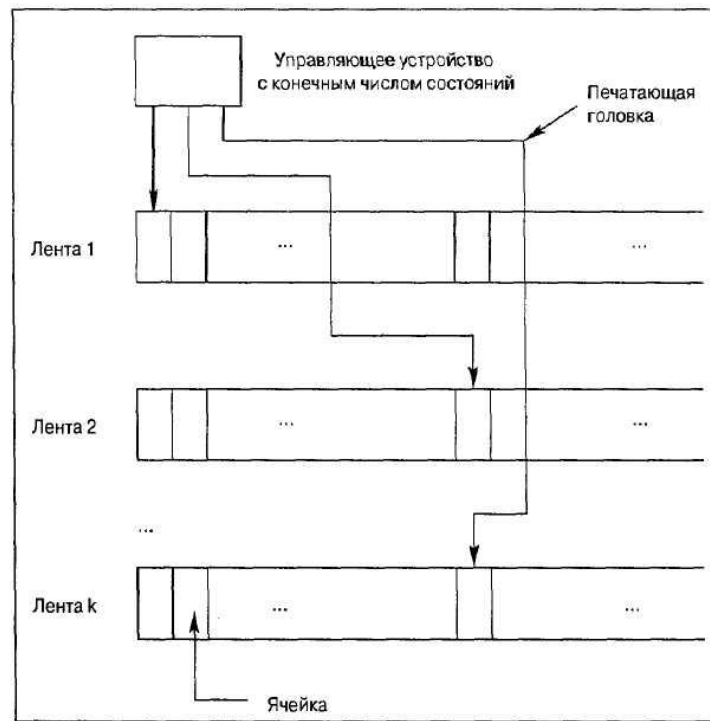 Управляющее устройство
с конечным числом состояний
Печатающая
головка
Лента 1
...
...
Лента 2
...
...
...
Лента k
...
...
Ячейка